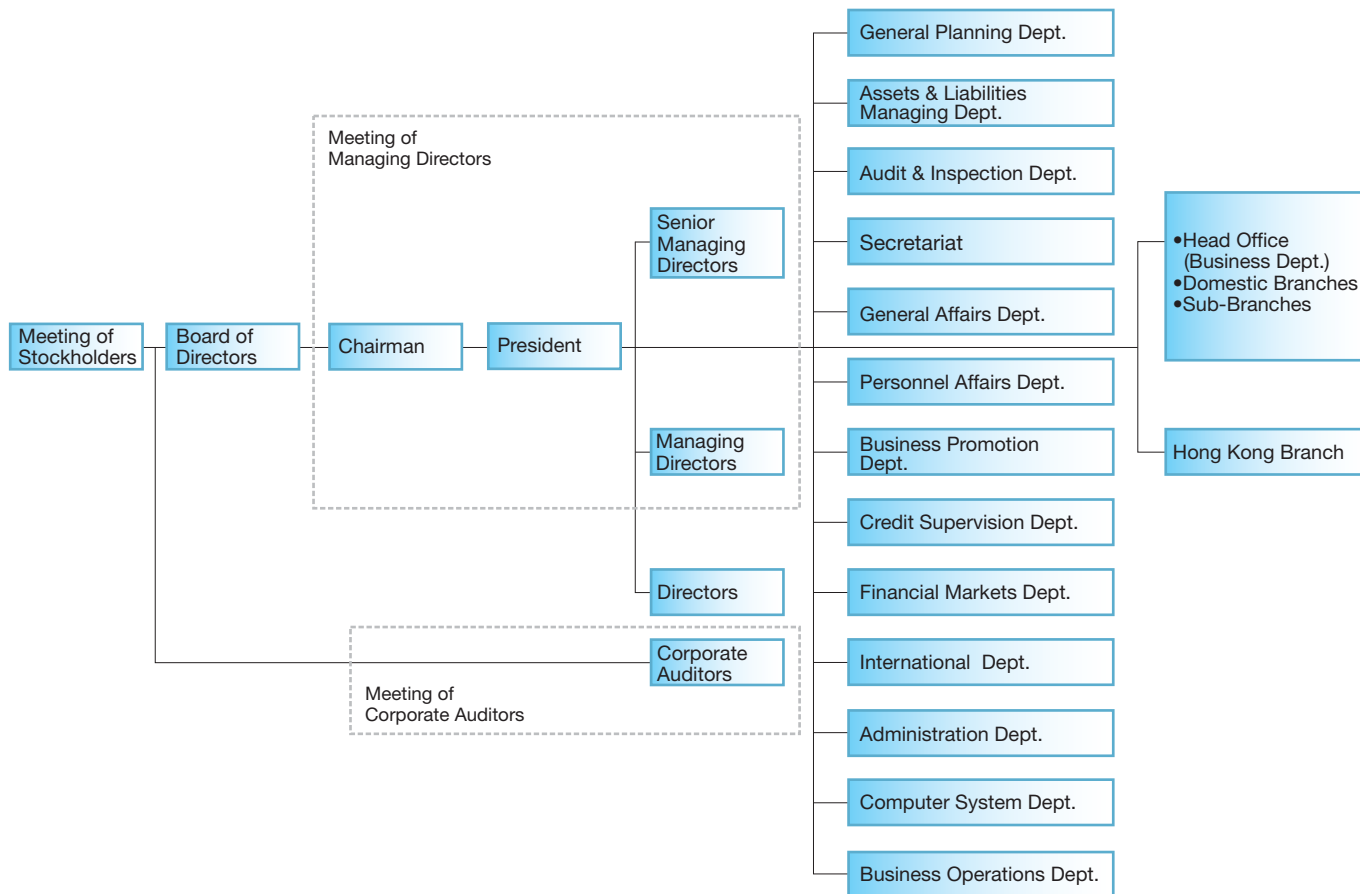 Meeting of
Stockholders
Board of
Directors
Meeting of
Managing Directors
Chairman
President
Senior
Managing
Directors
Managing
Directors
Directors
Corporate
Auditors
Meeting of
Corporate Auditors
General Planning Dept.
Assets & Liabilities
Managing Dept.
Audit & Inspection Dept.
Secretariat
General Affairs Dept.
Personnel Affairs Dept.
Business Promotion
Dept.
Credit Supervision Dept.
Financial Markets Dept.
International Dept.
Administration Dept.
Computer System Dept.
Business Operations Dept.
•Head Office
(Business Dept.)
•Domestic Branches
•Sub-Branches
Hong Kong Branch